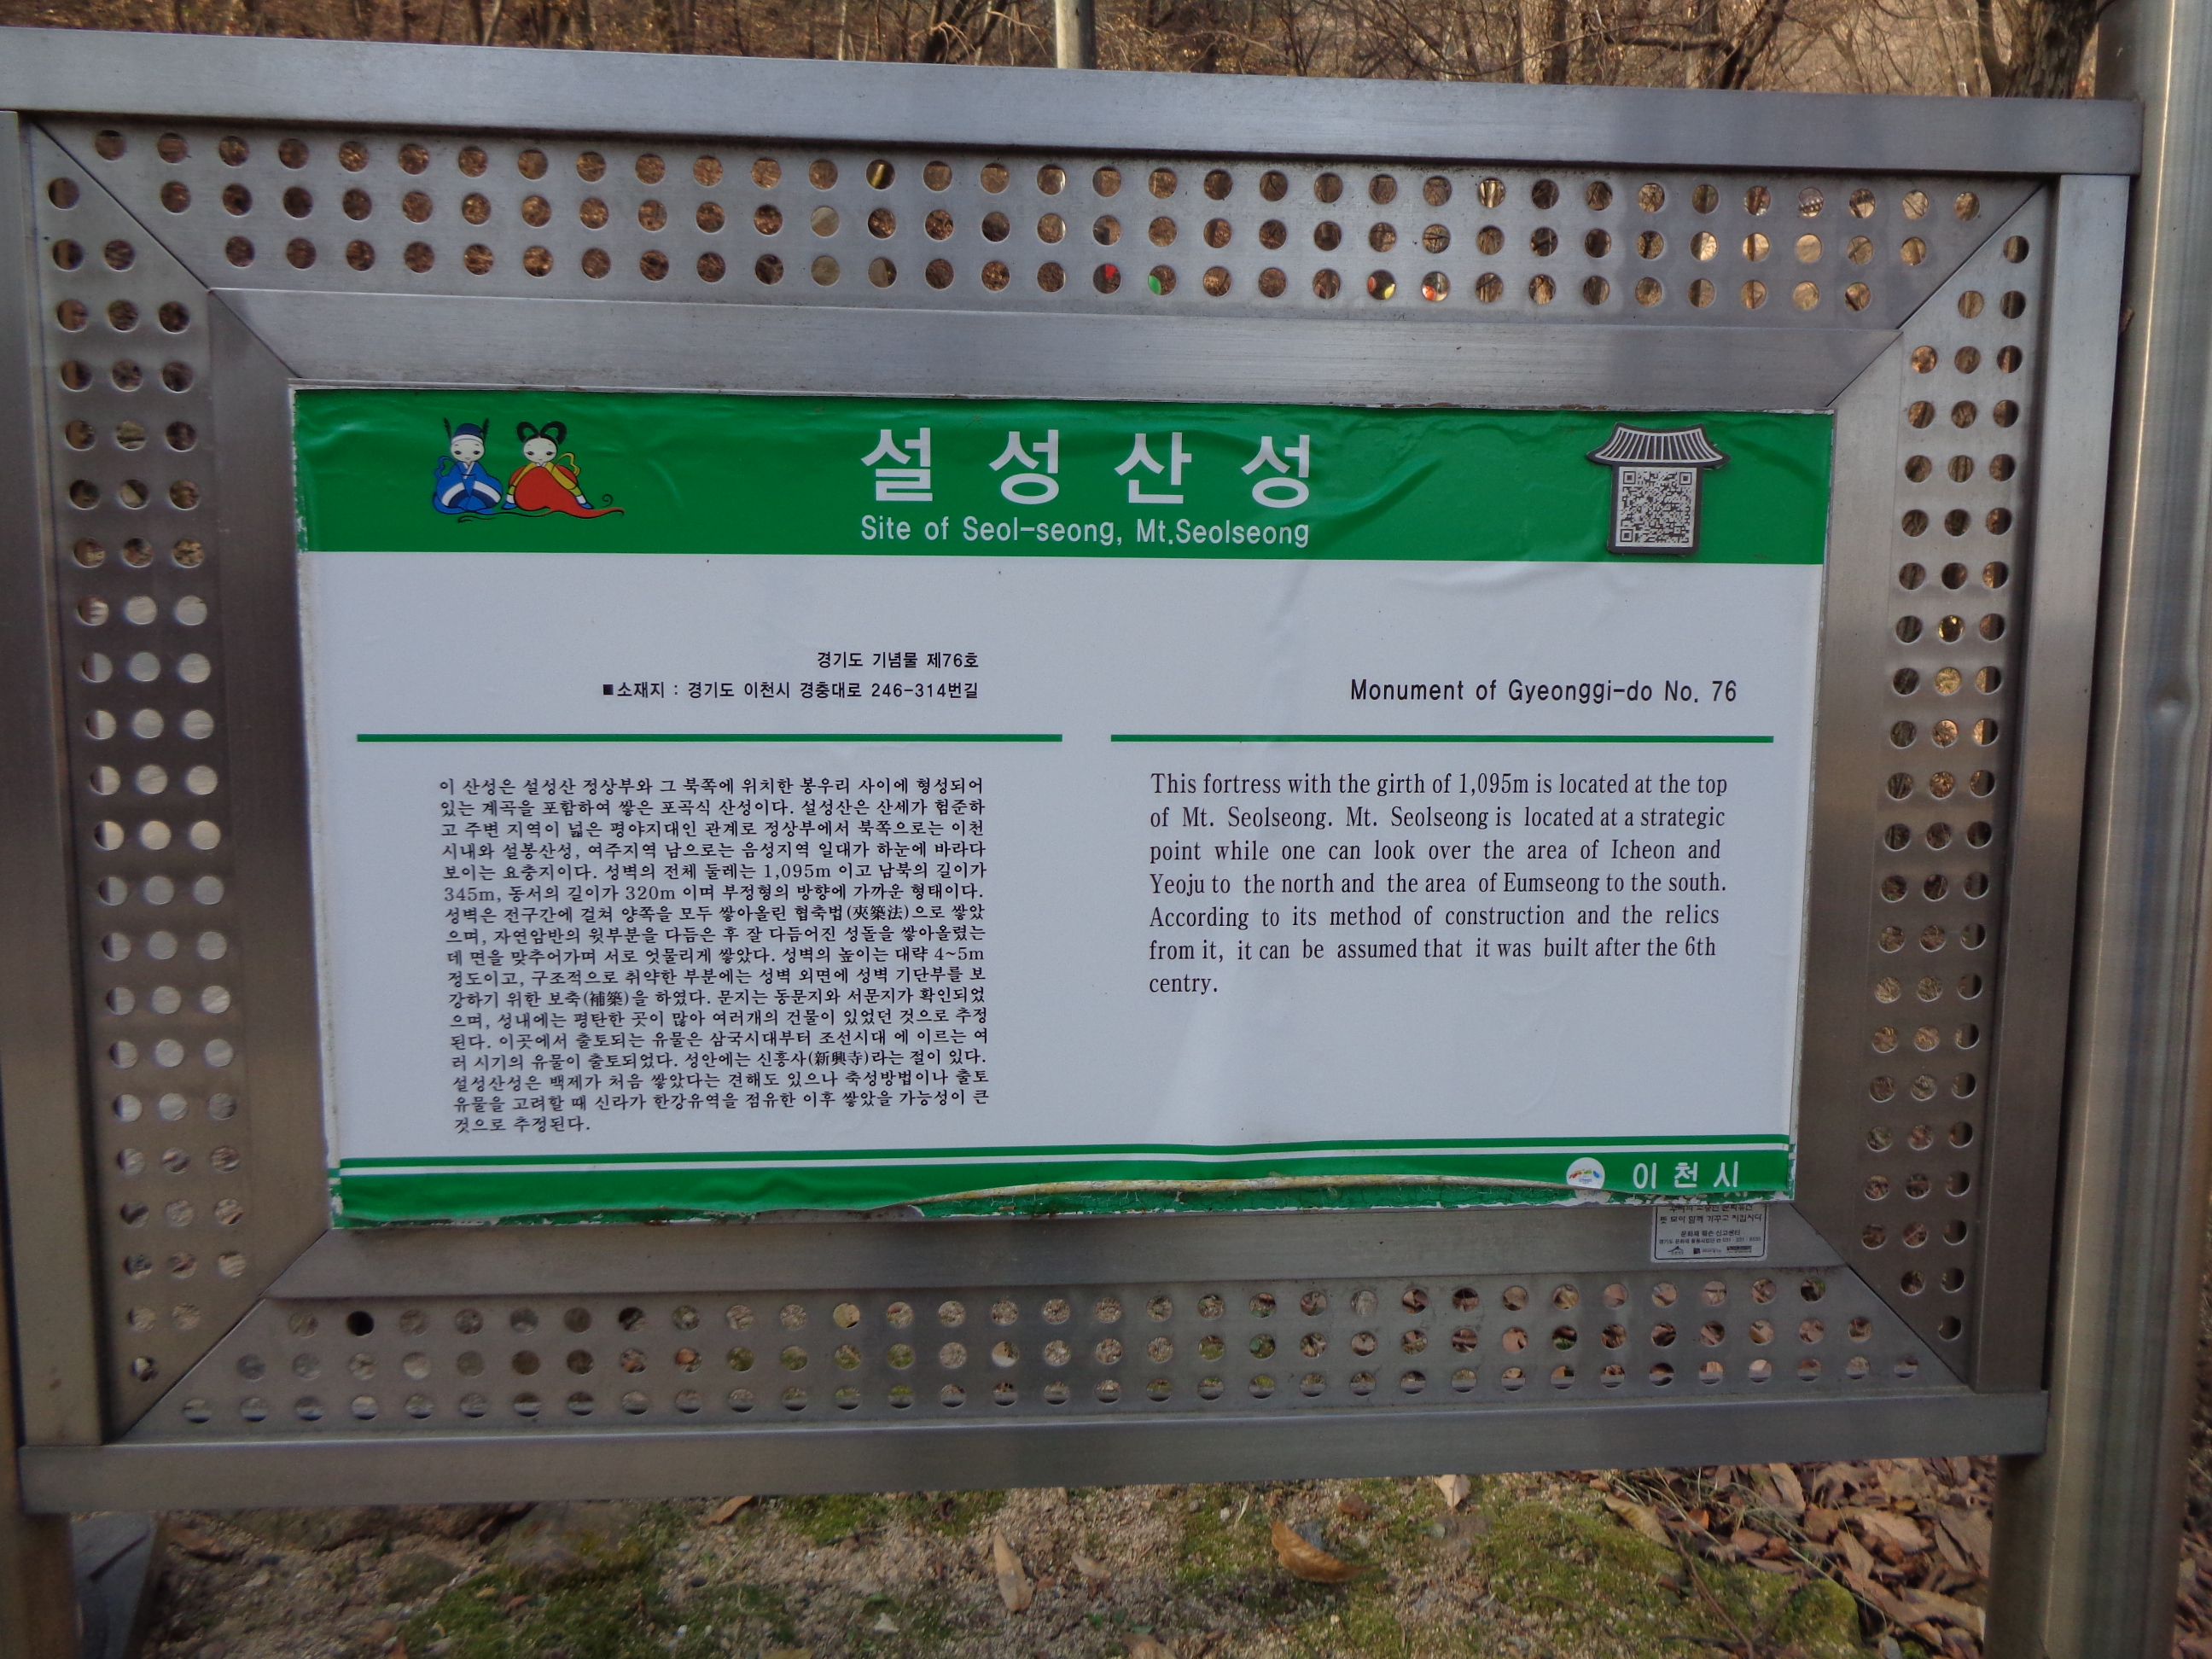 설성산성
Site of Seol-seong, Mt.Seolseong
경기도 기념물 제76호
■소재지 : 경기도 이천시 경충대로 246-314번길
이 산성은 설성산 정상부와 그 북쪽에 위치한 봉우리 사이에 형성되어
있는 계곡을 포함하여 쌓은 포곡식 산성이다. 설성산은 산세가 험준하
고 주변 지역이 넓은 평야지대인 관계로 정상부에서 북쪽으로는 이천
시내와 설봉산성, 여주지역 남으로는 음성지역 일대가 한눈에 바라다
보이는 요충지이다. 성벽의 전체 둘레는 1,095m 이고 남북의 길이가
345m, 동서의 길이가 320m 이며 부정형의 방향에 가까운 형태이다.
성벽은 전구간에 걸쳐 양쪽을 모두 쌓아올린 협축법(夾築法)으로 쌓았
으며, 자연암반의 윗부분을 다듬은 후 잘 다듬어진 성돌을 쌓아올렸는
데 면을 맞추어가며 서로 엇물리게 쌓았다. 성벽의 높이는 대략 4~5m
정도이고, 구조적으로 취약한 부분에는 성벽 외면에 성벽 기단부를 보
강하기 위한 보축(補築)을 하였다. 문지는 동문지와 서문지가 확인되었
으며, 성내에는 평탄한 곳이 많아 여러개의 건물이 있었던 것으로 추정
된다. 이곳에서 출토되는 유물은 삼국시대부터 조선시대 에 이르는 여
러 시기의 유물이 출토되었다. 성안에는 신흥사(新興寺)라는 절이 있다.
설성산성은 백제가 처음 쌓았다는 견해도 있으나 축성방법이나 출토
유물을 고려할 때 신라가 한강유역을 점유한 이후 쌓았을 가능성이 큰
것으로 추정된다.
Monument of Gyeonggi-do No. 76
This fortress with the girth of 1,095m is located at the top
of Mt. Seolseong. Mt. Seolseong is located at a strategic
point while one can look over the area of Icheon and
Yeoju to the north and the area of Eumseong to the south.
According to its method of construction and the relics
from it, it can be assumed that it was built after the 6th
centry.
이천시
문화재 훼손 신고센터